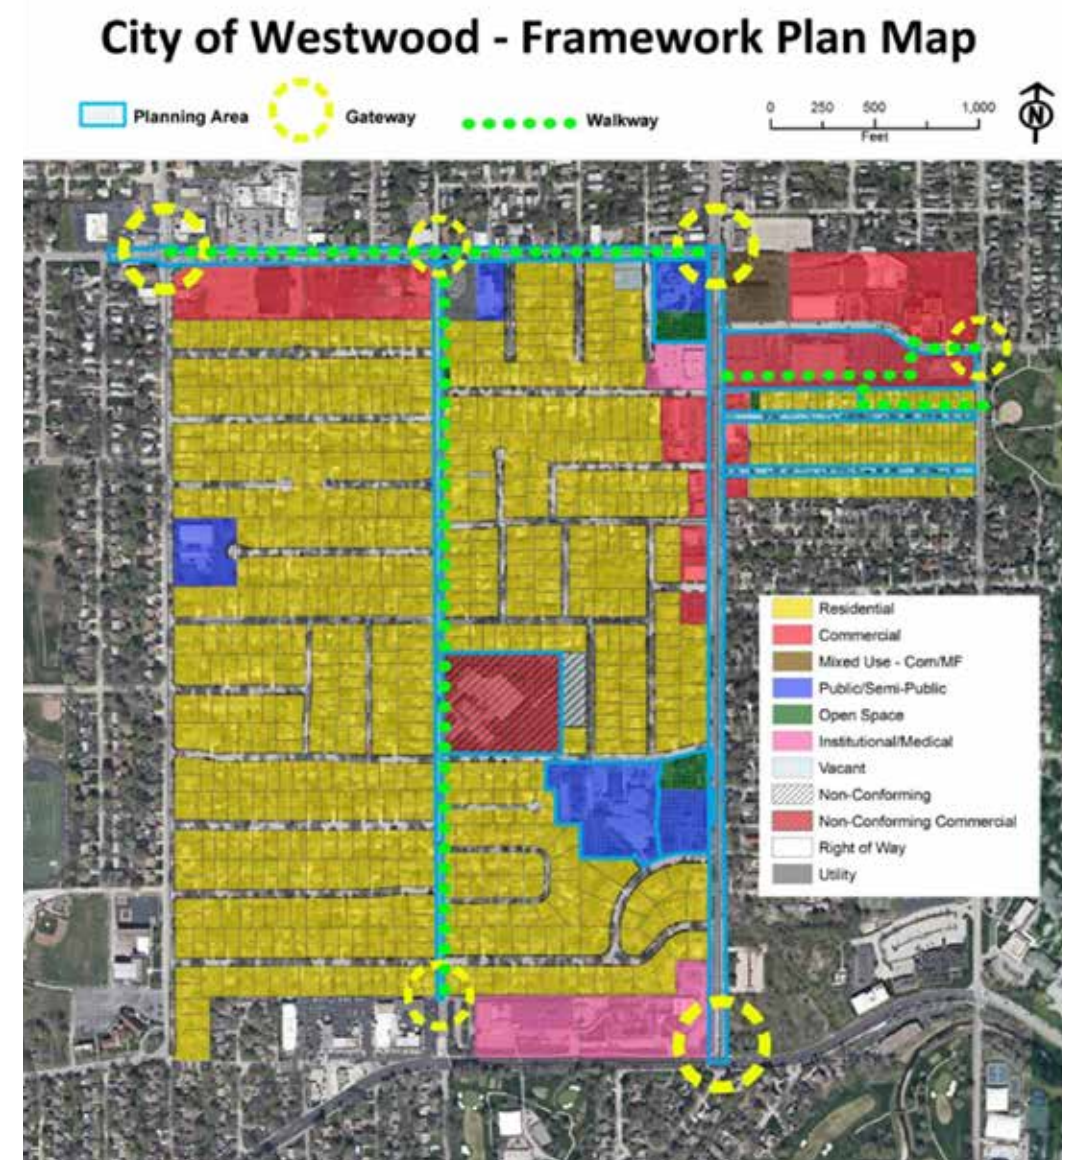 City of Westwood - Framework Plan Map
Planning Area
Gateway
Walkway
0 250 500 1,000
Feet
N
Residential
Commercial
Mixed Use - Com/MF
Public/Semi-Public
Open Space
Institutional/Medical
Vacant
Non-Conforming
Non-Conforming Commercial
Right of Way
Utility